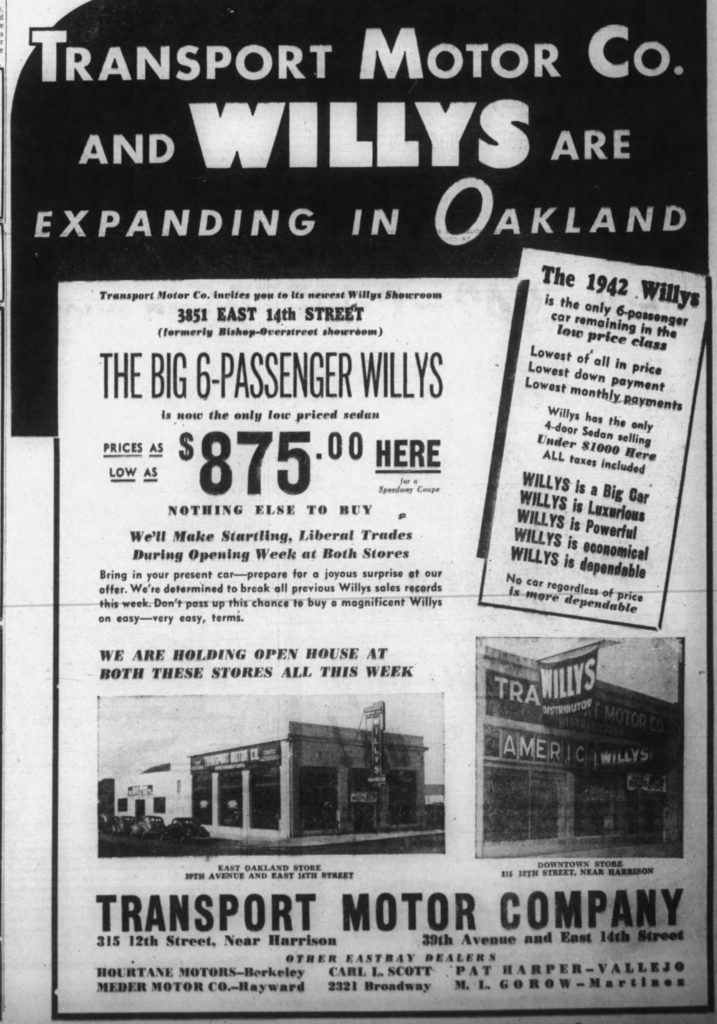 TRANSPORT MOTOR CO.
AND WILLYS ARE
EXPANDING IN OAKLAND
Transport Motor Co. invites you to its newest Willys Showroom
3851 EAST 14th STREET
(formerly Bishop-Overstreet showroom)
THE BIG 6-PASSENGER WILLYS
is now the only low priced sedan
PRICES AS
LOW AS
$875.00 HERE
for a
Speedway Coupe
NOTHING ELSE TO BUY
We'll Make Startling, Liberal Trades
During Opening Week at Both Stores
Bring in your present car—prepare for a joyous surprise at our
offer. We're determined to break all previous Willys sales records
this week. Don't pass up this chance to buy a magnificent Willys
on easy—very easy, terms.
WE ARE HOLDING OPEN HOUSE AT
BOTH THESE STORES ALL THIS WEEK
The 1942 Willys
is the only 6-passenger
car remaining in the
low price class
Lowest of all in price
Lowest down payment
Lowest monthly payments
Willys has the only
4-door Sedan selling
Under $1000 Here
ALL taxes included
WILLYS is a Big Car
WILLYS is Luxurious
WILLYS is Powerful
WILLYS is economical
WILLYS is dependable
No car regardless of price
is more dependable
TRANSPORT MOTOR CO.
WILLYS
EAST OAKLAND STORE
39TH AVENUE AND EAST 14TH STREET
TRA
WILLYS
DISTRIBUTOR
MOTOR CO.
DISTRIBUTOR
AMERIC
WILLYS
DOWNTOWN STORE
315 12TH STREET, NEAR HARRISON
TRANSPORT MOTOR COMPANY
315 12th Street, Near Harrison
39th Avenue and East 14th Street
OTHER EASTBAY DEALERS
HOURTANE MOTORS—Berkeley CARL L. SCOTT PAT HARPER—VALLEJO
MEDER MOTOR CO.—Hayward 2321 Broadway M. L. GOROW—Martinez